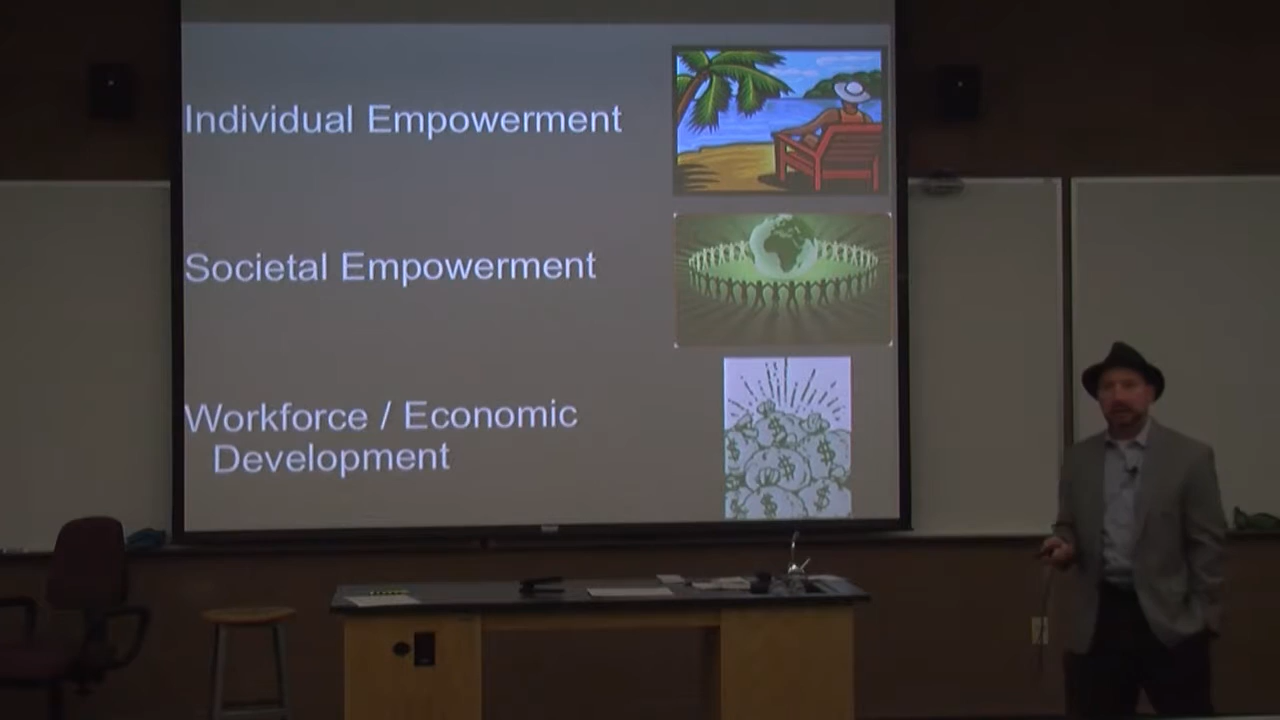 Individual Empowerment
Societal Empowerment
Workforce / Economic
Development
$
$
$
$
$
$